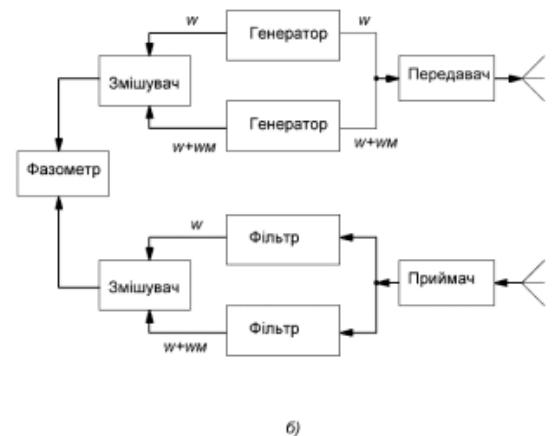 w
Генератор
w
Змішувач
Передавач
Генератор
w+wм
w+wм
Фазометр
w
Фільтр
Змішувач
Приймач
Фільтр
w+wм
б)